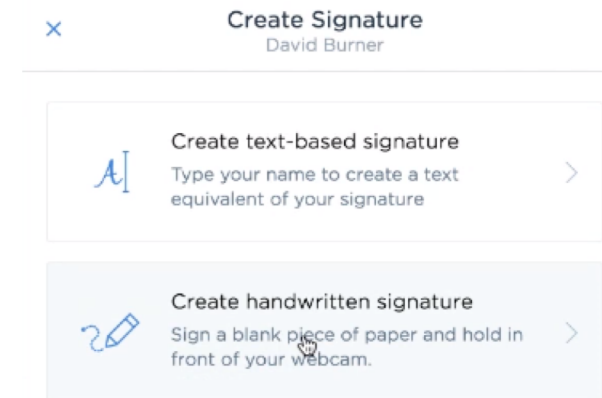 Create Signature
David Burner
Create text-based signature
Type your name to create a text
equivalent of your signature
Create handwritten signature
Sign a blank piece of paper and hold in
front of your webcam.